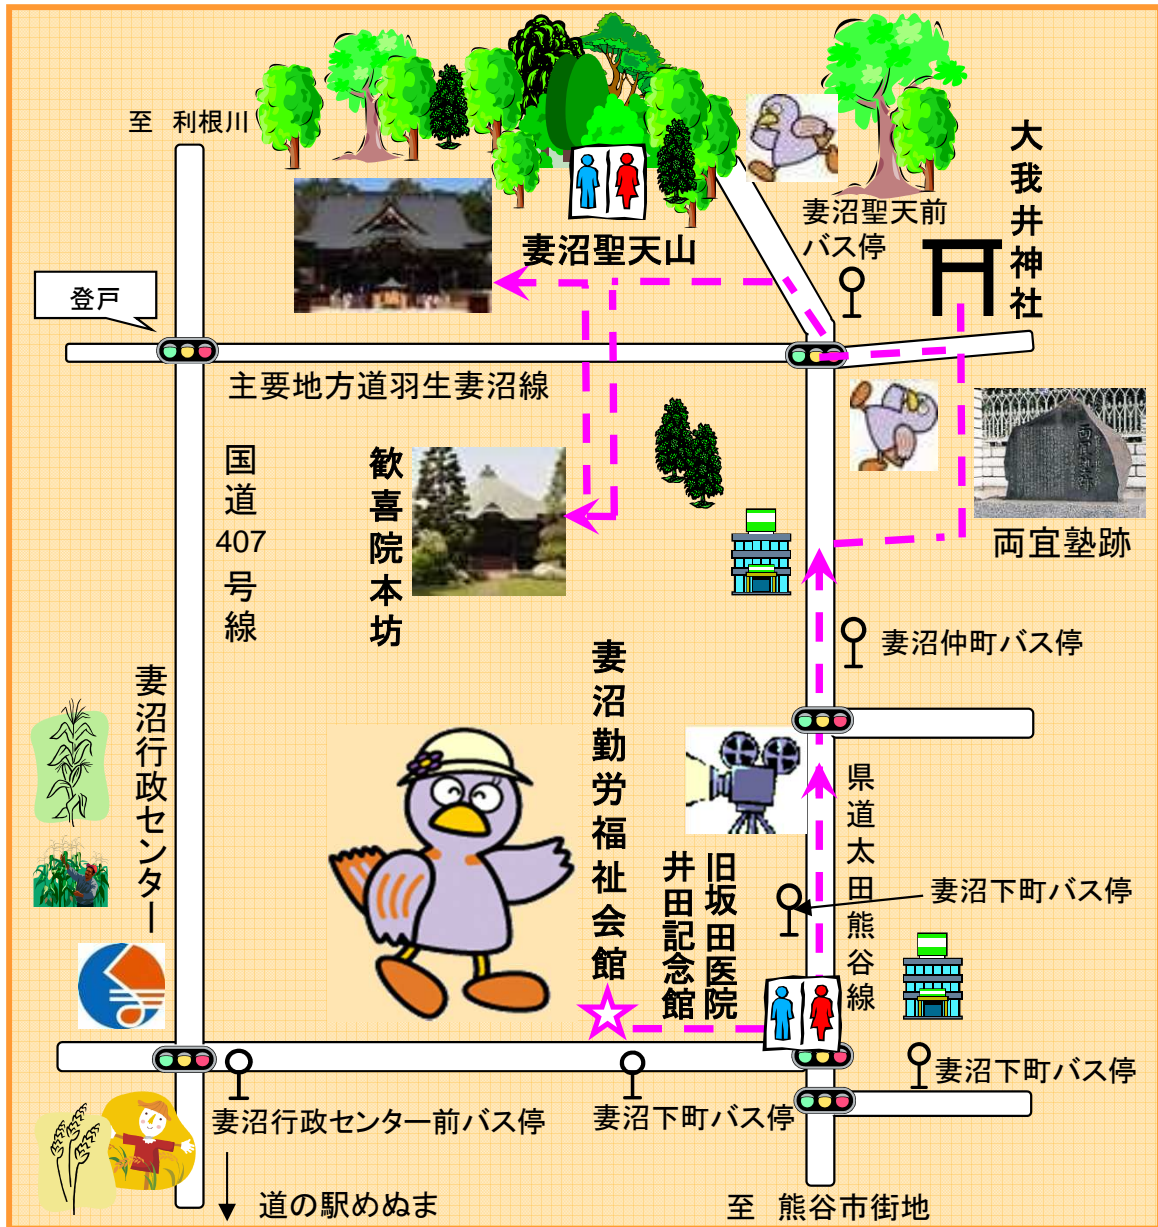 至 利根川
大我井神社
妻沼聖天前
バス停
妻沼聖天山
登戸
主要地方道羽生妻沼線
国道407号線
歓喜院本坊
両宜塾跡
妻沼仲町バス停
妻沼勤労福祉会館
妻沼行政センター
県道太田熊谷線
旧坂田医院
井田記念館
妻沼下町バス停
妻沼下町バス停
妻沼行政センター前バス停
妻沼下町バス停
道の駅めぬま
至 熊谷市街地